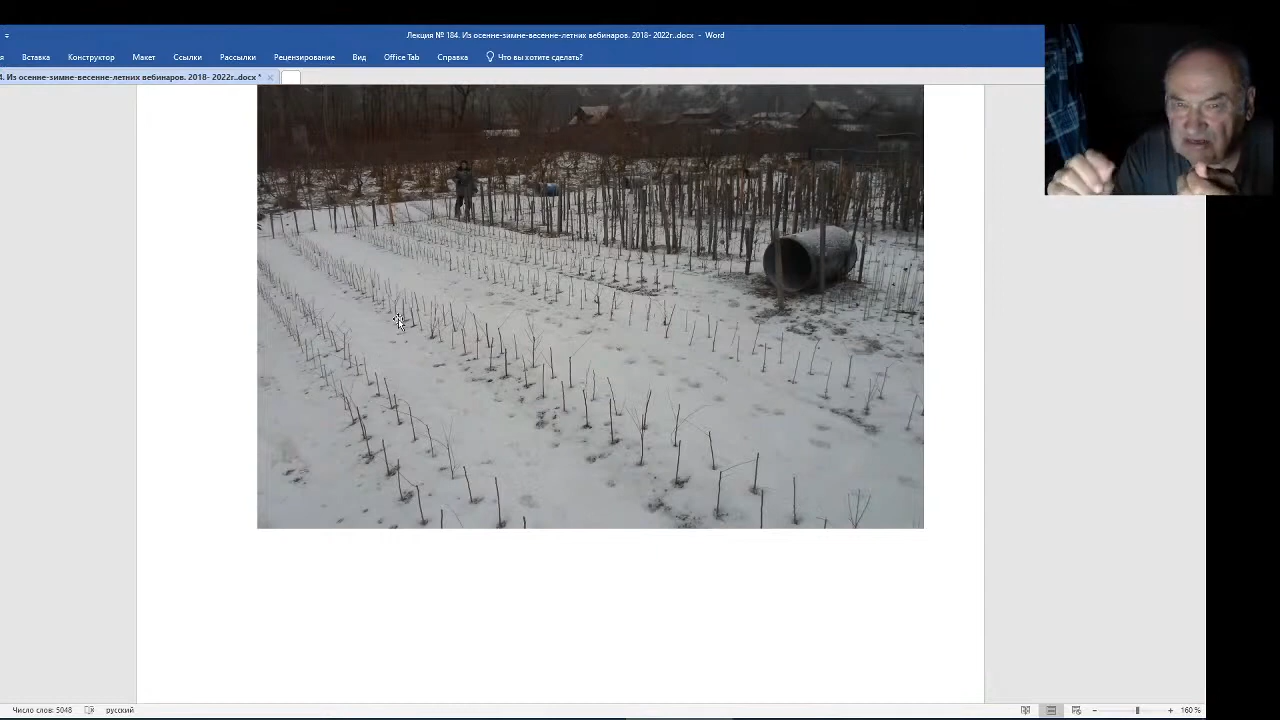 Лекция № 184. Из осенне-зимне-весенне-летних вебинаров. 2018- 2022г..docx - Word
Вставка Конструктор Макет Ссылки Рассылки Рецензирование Вид Office Tab Справка Что вы хотите сделать?
4. Из осенне-зимне-весенне-летних вебинаров. 2018- 2022г..docx *
Число слов: 5048 русский 160 %